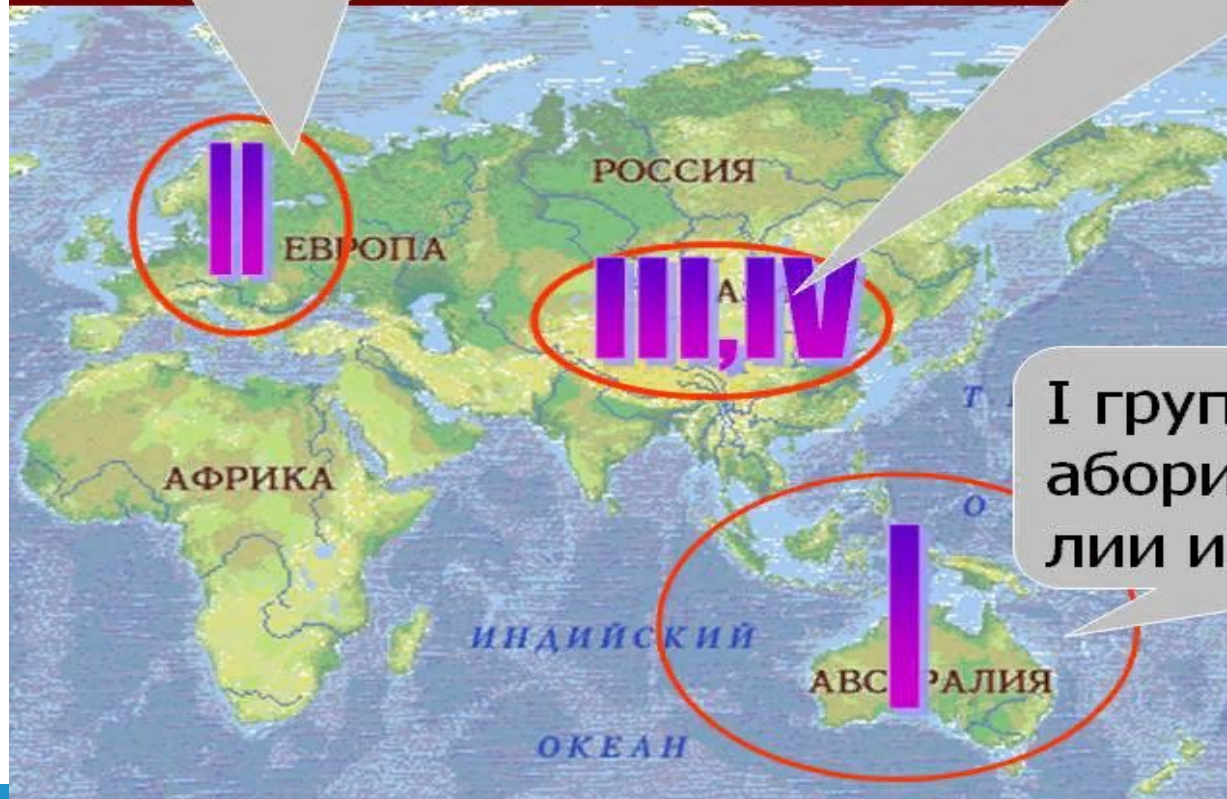 РОССИЯ
II
ЕВРОПА
III, IV
АФРИКА
I груп
абори
лии и
О
I
ИНДИЙСКИЙ
АВС РАЛИЯ
ОКЕАН